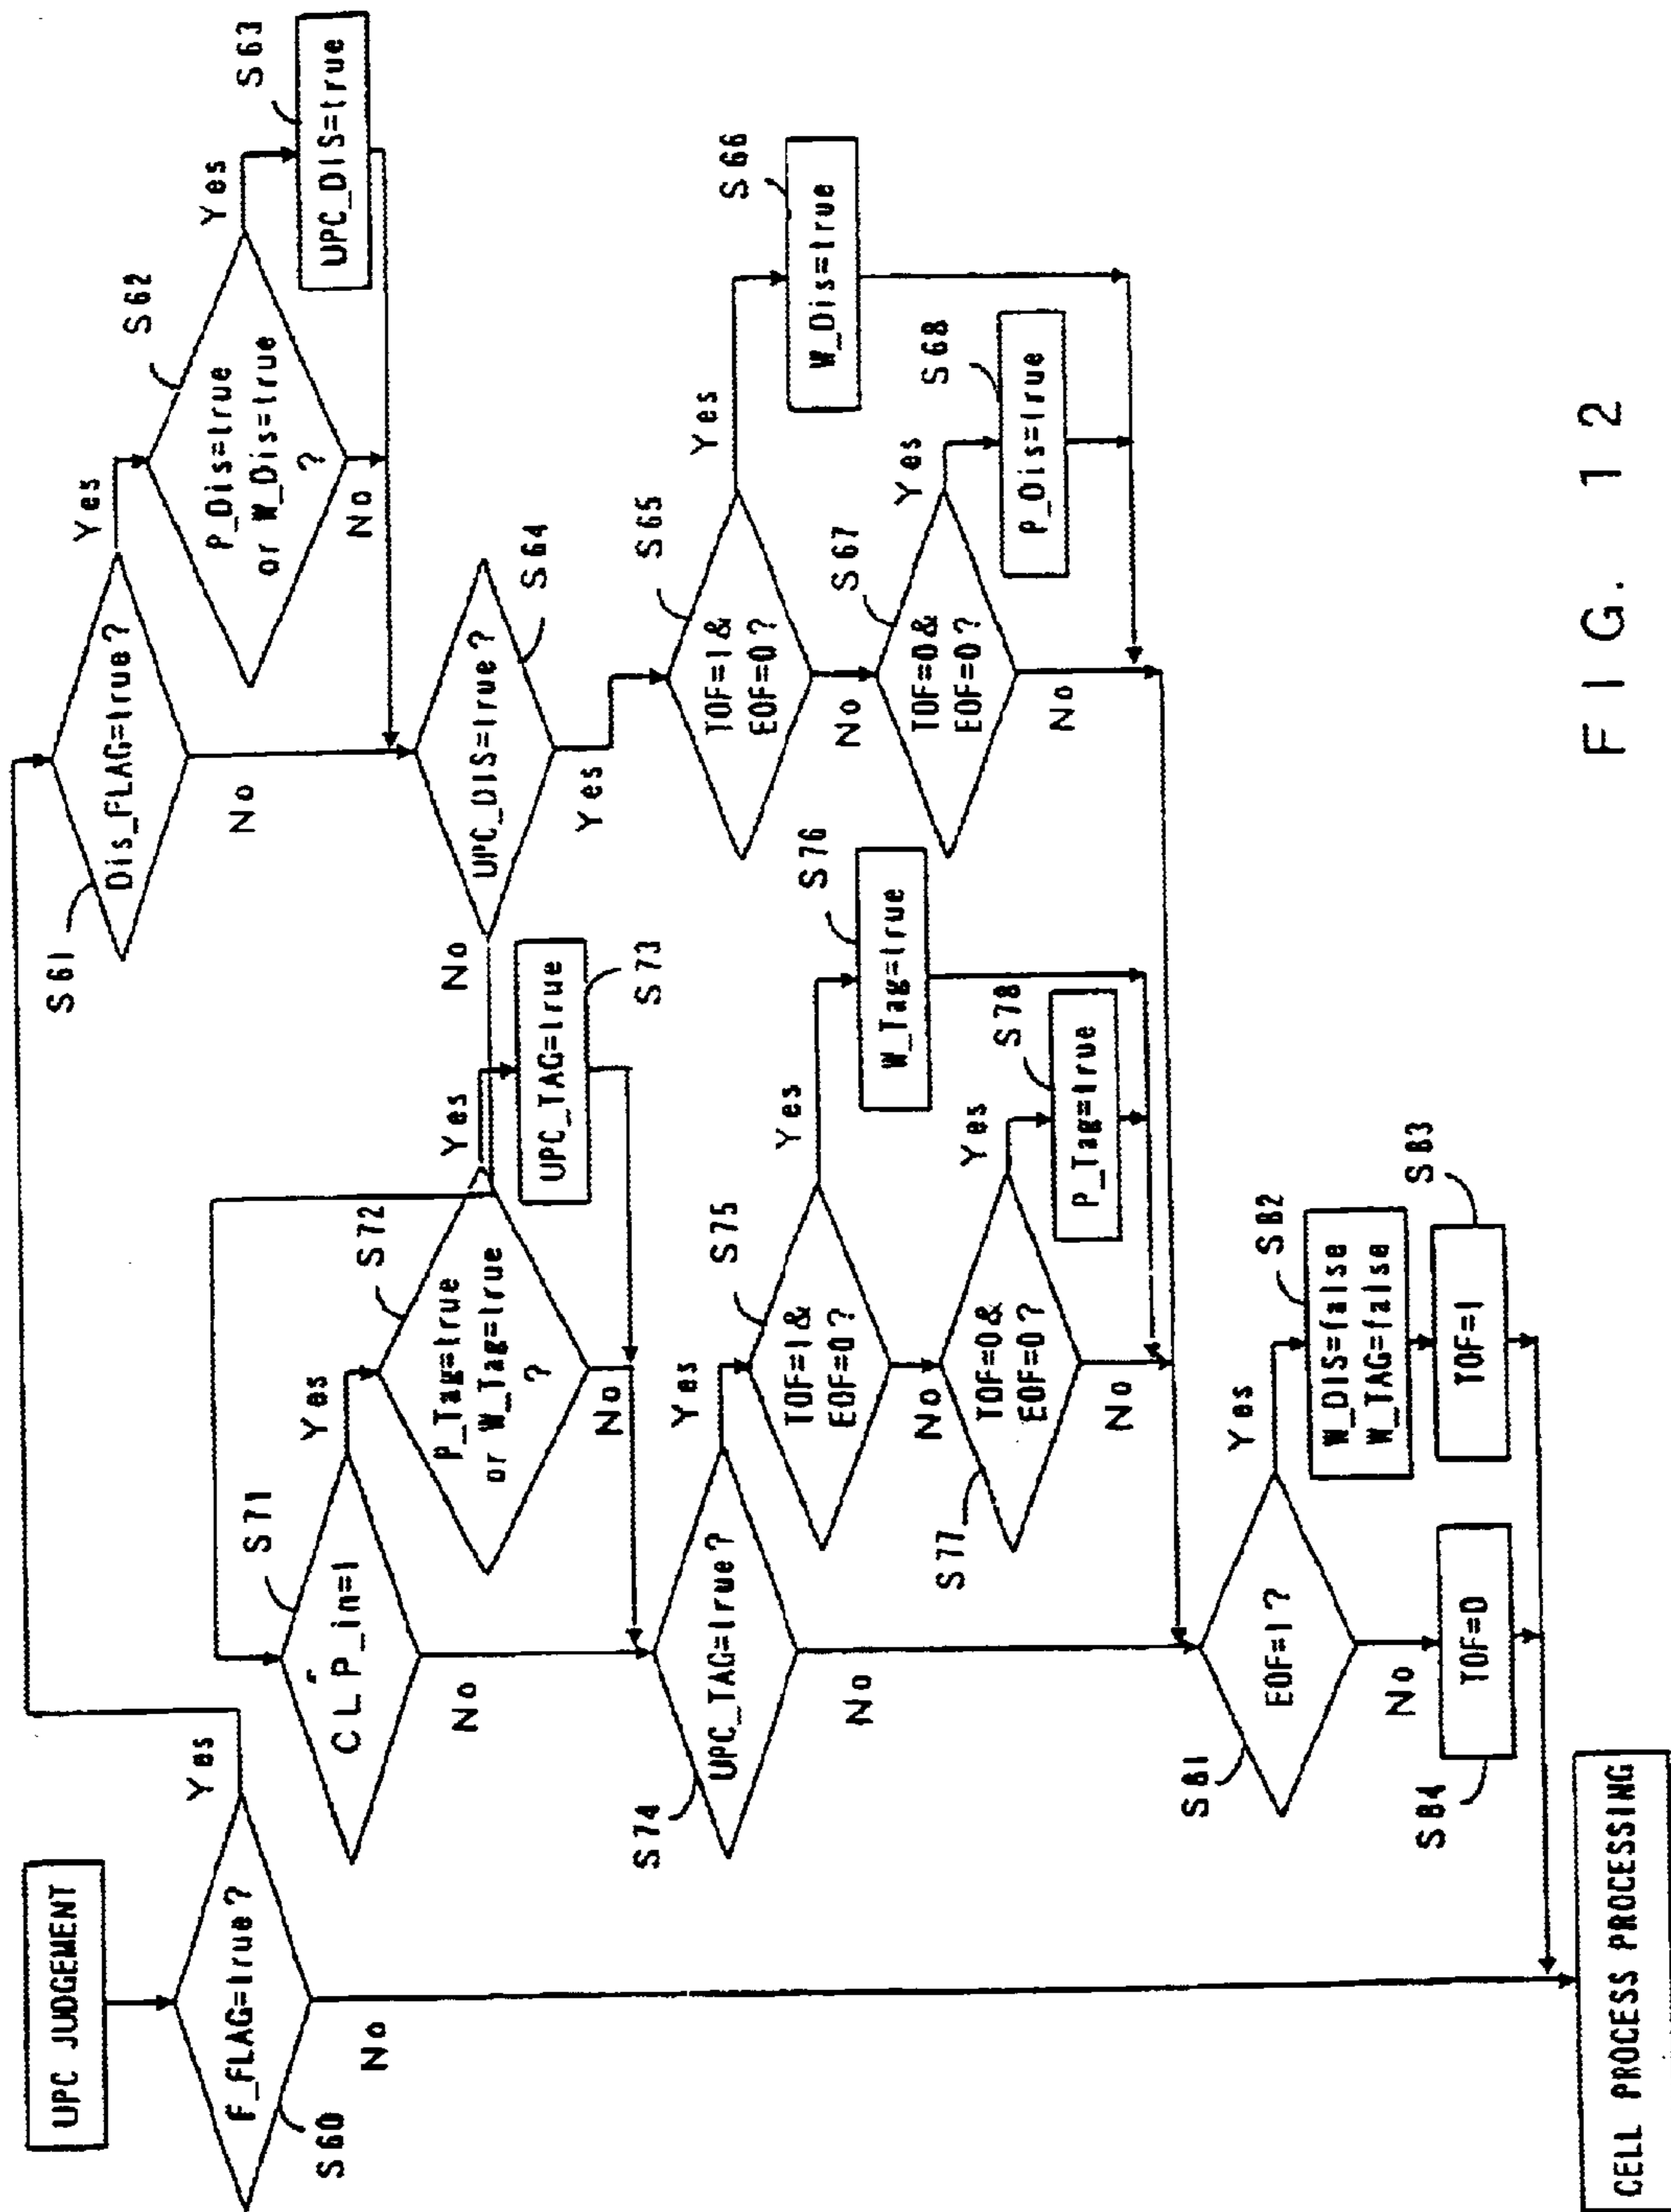 UPC JUDGEMENT
F_FLAG=true?
S60
Yes
No
S61
Dis_FLAG=true?
Yes
No
S62
P_Dis=true
or W_Dis=true
?
Yes
No
S63
UPC_DIS=true
S64
UPC_DIS=true?
No
Yes
S65
TOF=1&
EOF=0?
Yes
No
S66
W_Dis=true
S67
TOF=0&
EOF=0?
Yes
No
S68
P_Dis=true
S71
CLP_in=1
Yes
No
S72
P_Tag=true
or W_Tag=true
?
Yes
No
S73
UPC_TAG=true
S74
UPC_TAG=true?
Yes
No
S75
TOF=1&
EOF=0?
Yes
No
S76
W_Tag=true
S77
TOF=0&
EOF=0?
Yes
No
S78
P_Tag=true
S81
EOF=1?
Yes
No
S82
W_DIS=false
W_TAG=false
S83
TOF=1
S84
TOF=0
CELL PROCESS PROCESSING
FIG. 12